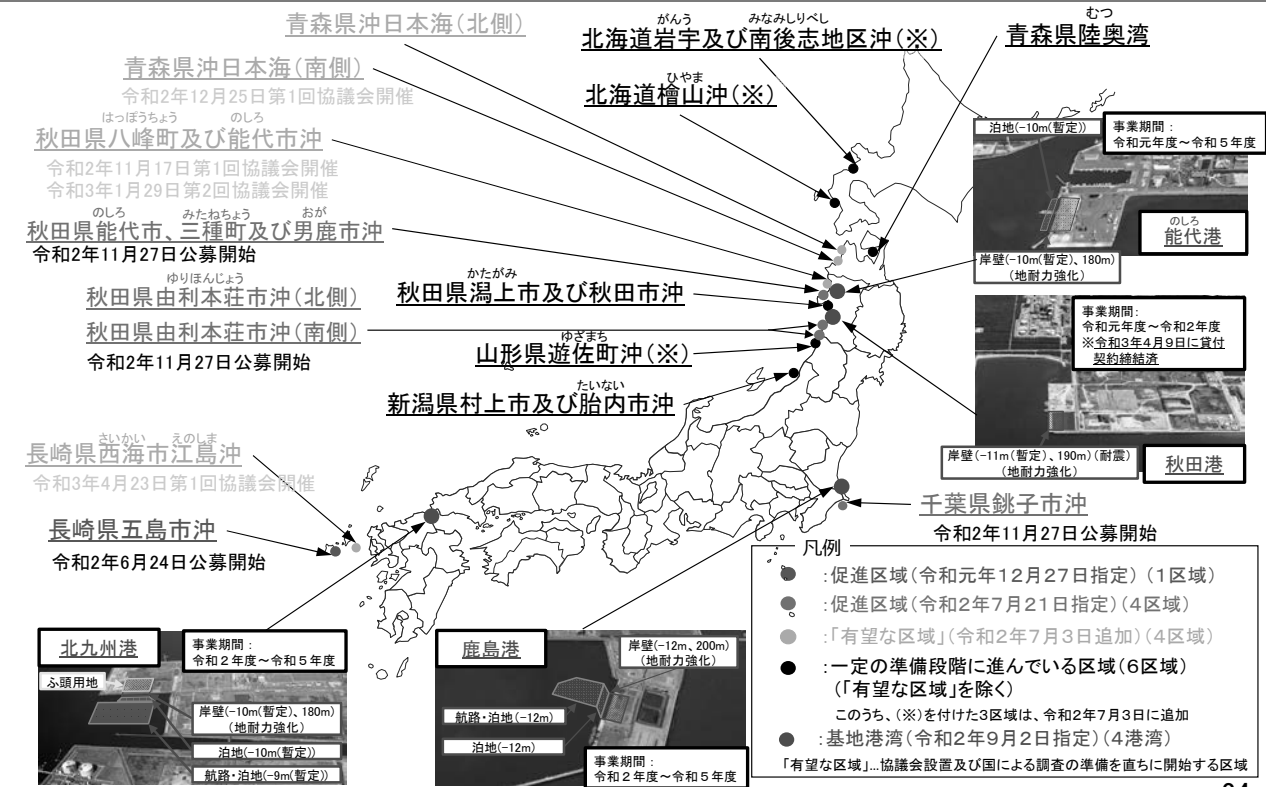 青森県沖日本海(北側)
がんう　みなみしりべし
北海道岩宇及び南後志地区沖(※)
むつ
青森県陸奥湾
青森県沖日本海(南側)
令和2年12月25日第1回協議会開催
ひやま
北海道檜山沖(※)
はっぽうちょう　のしろ
秋田県八峰町及び能代市沖
令和2年11月17日第1回協議会開催
令和3年1月29日第2回協議会開催
のしろ　みたねちょう　おが
秋田県能代市、三種町及び男鹿市沖
令和2年11月27日公募開始
ゆりほんじょう
秋田県由利本荘市沖(北側)
秋田県由利本荘市沖(南側)
令和2年11月27日公募開始
かたがみ
秋田県潟上市及び秋田市沖
ゆざまち
山形県遊佐町沖(※)
たいない
新潟県村上市及び胎内市沖
泊地(-10m(暫定))
事業期間：
令和元年度～令和５年度
のしろ
能代港
岸壁(-10m(暫定)、180m)
(地耐力強化)
事業期間：
令和元年度～令和２年度
※令和3年4月9日に貸付
契約締結済
岸壁(-11m(暫定)、190m)(耐震)
(地耐力強化)
秋田港
さいかい　えのしま
長崎県西海市江島沖
令和3年4月23日第1回協議会開催
長崎県五島市沖
令和2年6月24日公募開始
千葉県銚子市沖
令和2年11月27日公募開始
北九州港
事業期間：
令和２年度～令和５年度
ふ頭用地
岸壁(-10m(暫定)、180m)
(地耐力強化)
泊地(-10m(暫定))
航路・泊地(-9m(暫定))
鹿島港
岸壁(-12m、200m)
(地耐力強化)
航路・泊地(-12m)
泊地(-12m)
事業期間：
令和２年度～令和５年度
凡例
：促進区域(令和元年12月27日指定)(1区域)
：促進区域(令和2年7月21日指定)(4区域)
：「有望な区域」(令和2年7月3日追加)(4区域)
：一定の準備段階に進んでいる区域(6区域)
(「有望な区域」を除く)
このうち、(※)を付けた3区域は、令和2年7月3日に追加
：基地港湾(令和2年9月2日指定)(4港湾)
「有望な区域」…協議会設置及び国による調査の準備を直ちに開始する区域